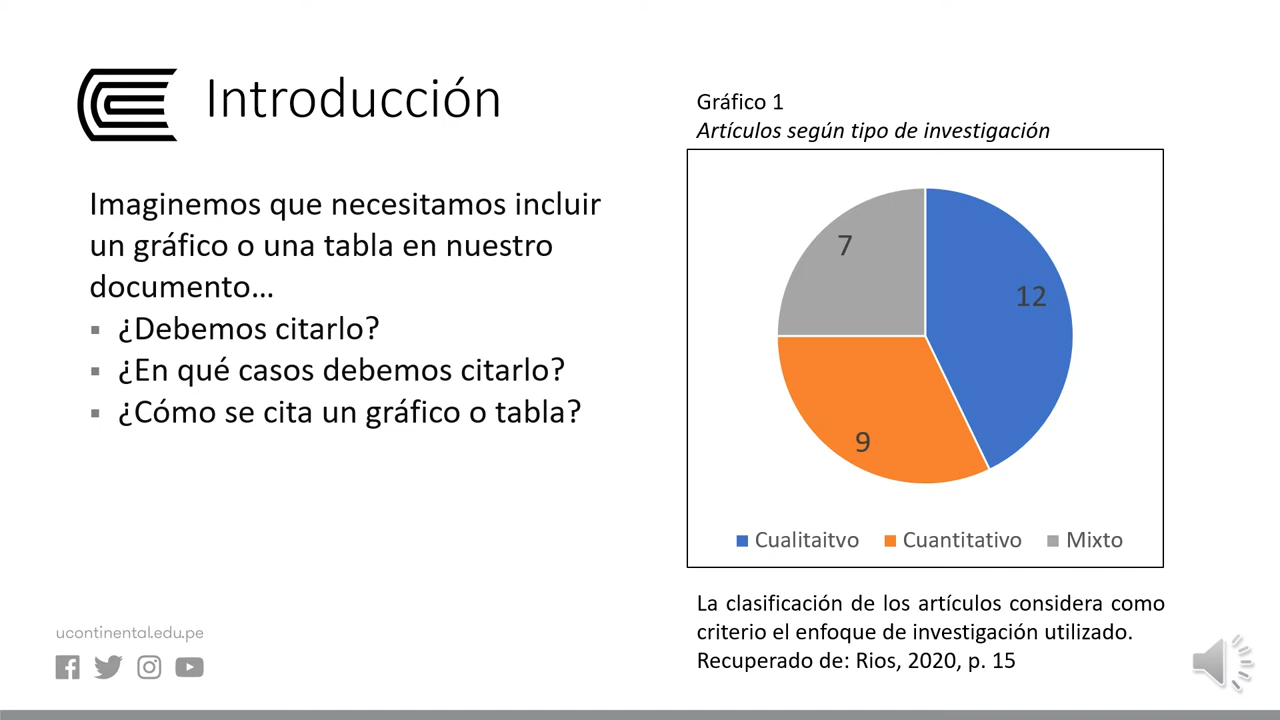 Introducción
Imaginemos que necesitamos incluir
un gráfico o una tabla en nuestro
documento...
▪ ¿Debemos citarlo?
▪ ¿En qué casos debemos citarlo?
▪ ¿Cómo se cita un gráfico o tabla?
ucontinental.edu.pe
Gráfico 1
Artículos según tipo de investigación
7
12
9
Cualitaitvo Cuantitativo Mixto
La clasificación de los artículos considera como
criterio el enfoque de investigación utilizado.
Recuperado de: Rios, 2020, p. 15